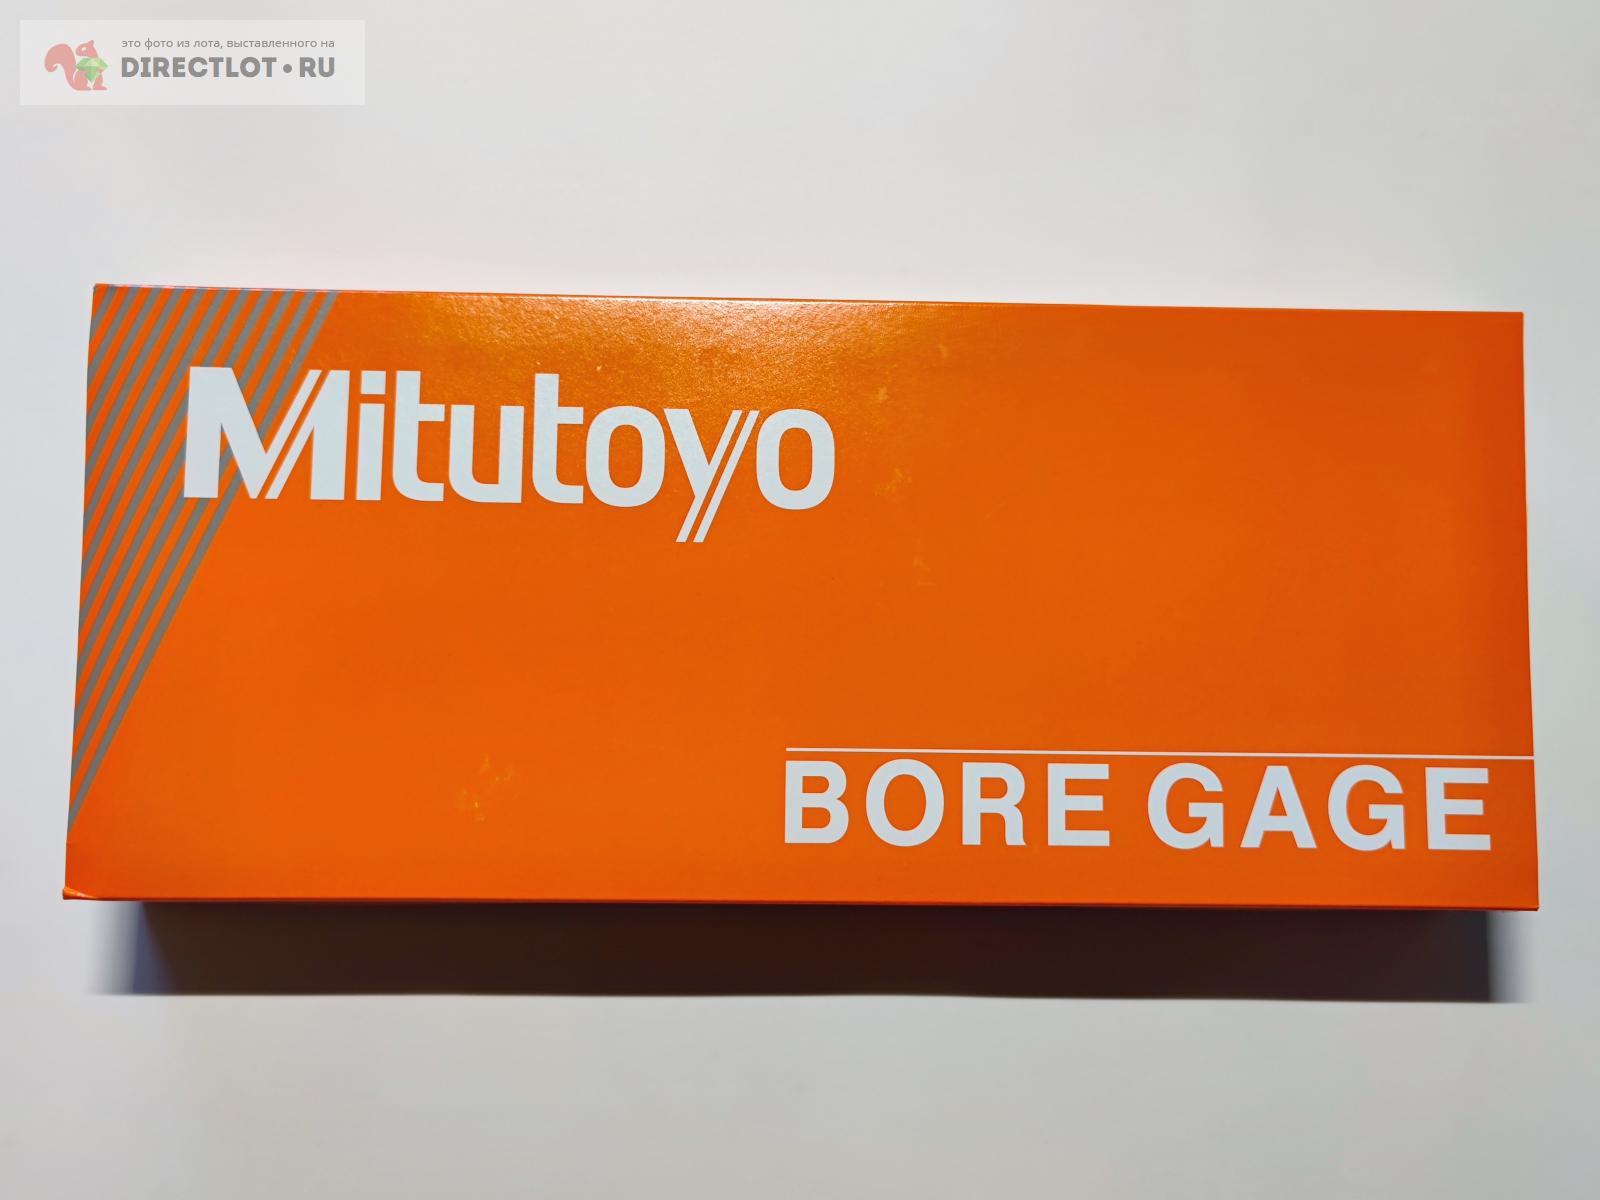 это фото из лота, выставленного на
DIRECTLOT•RU
Mitutoyo
BORE GAGE